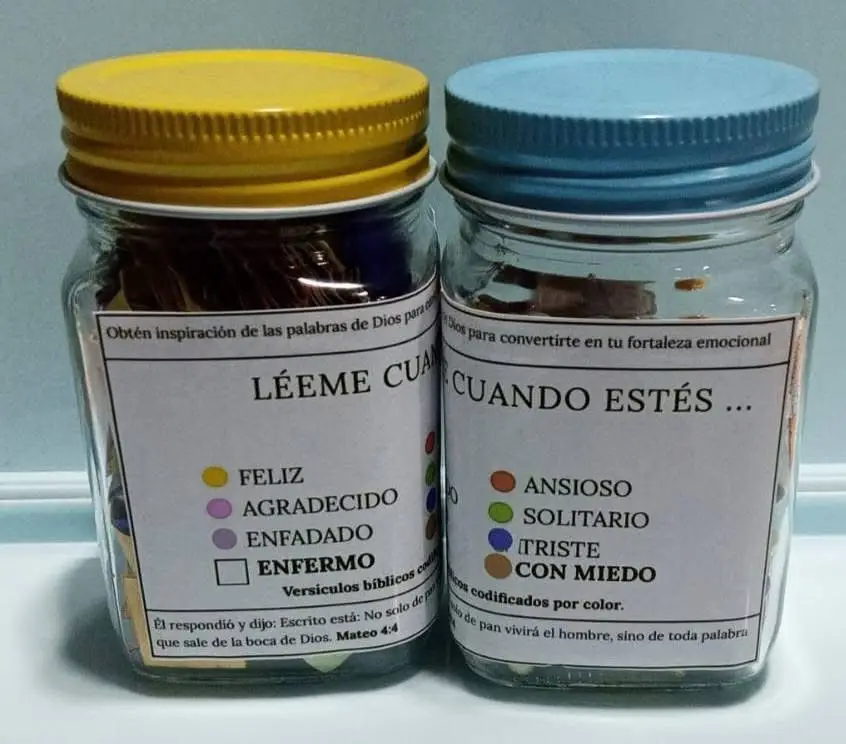 Obtén inspiración de las palabras de Dios para
LÉEME CUAN
FELIZ
AGRADECIDO
ENFADADO
ENFERMO
Versículos bíblicos
Él respondió y dijo: Escrito está: No solo de
que sale de la boca de Dios. Mateo 4:4
Dios para convertirte en tu fortaleza emocional
CUANDO ESTÉS ...
ANSIOSO
SOLITARIO
TRISTE
CON MIEDO
codificados por color.
de pan vivirá el hombre, sino de toda palabra